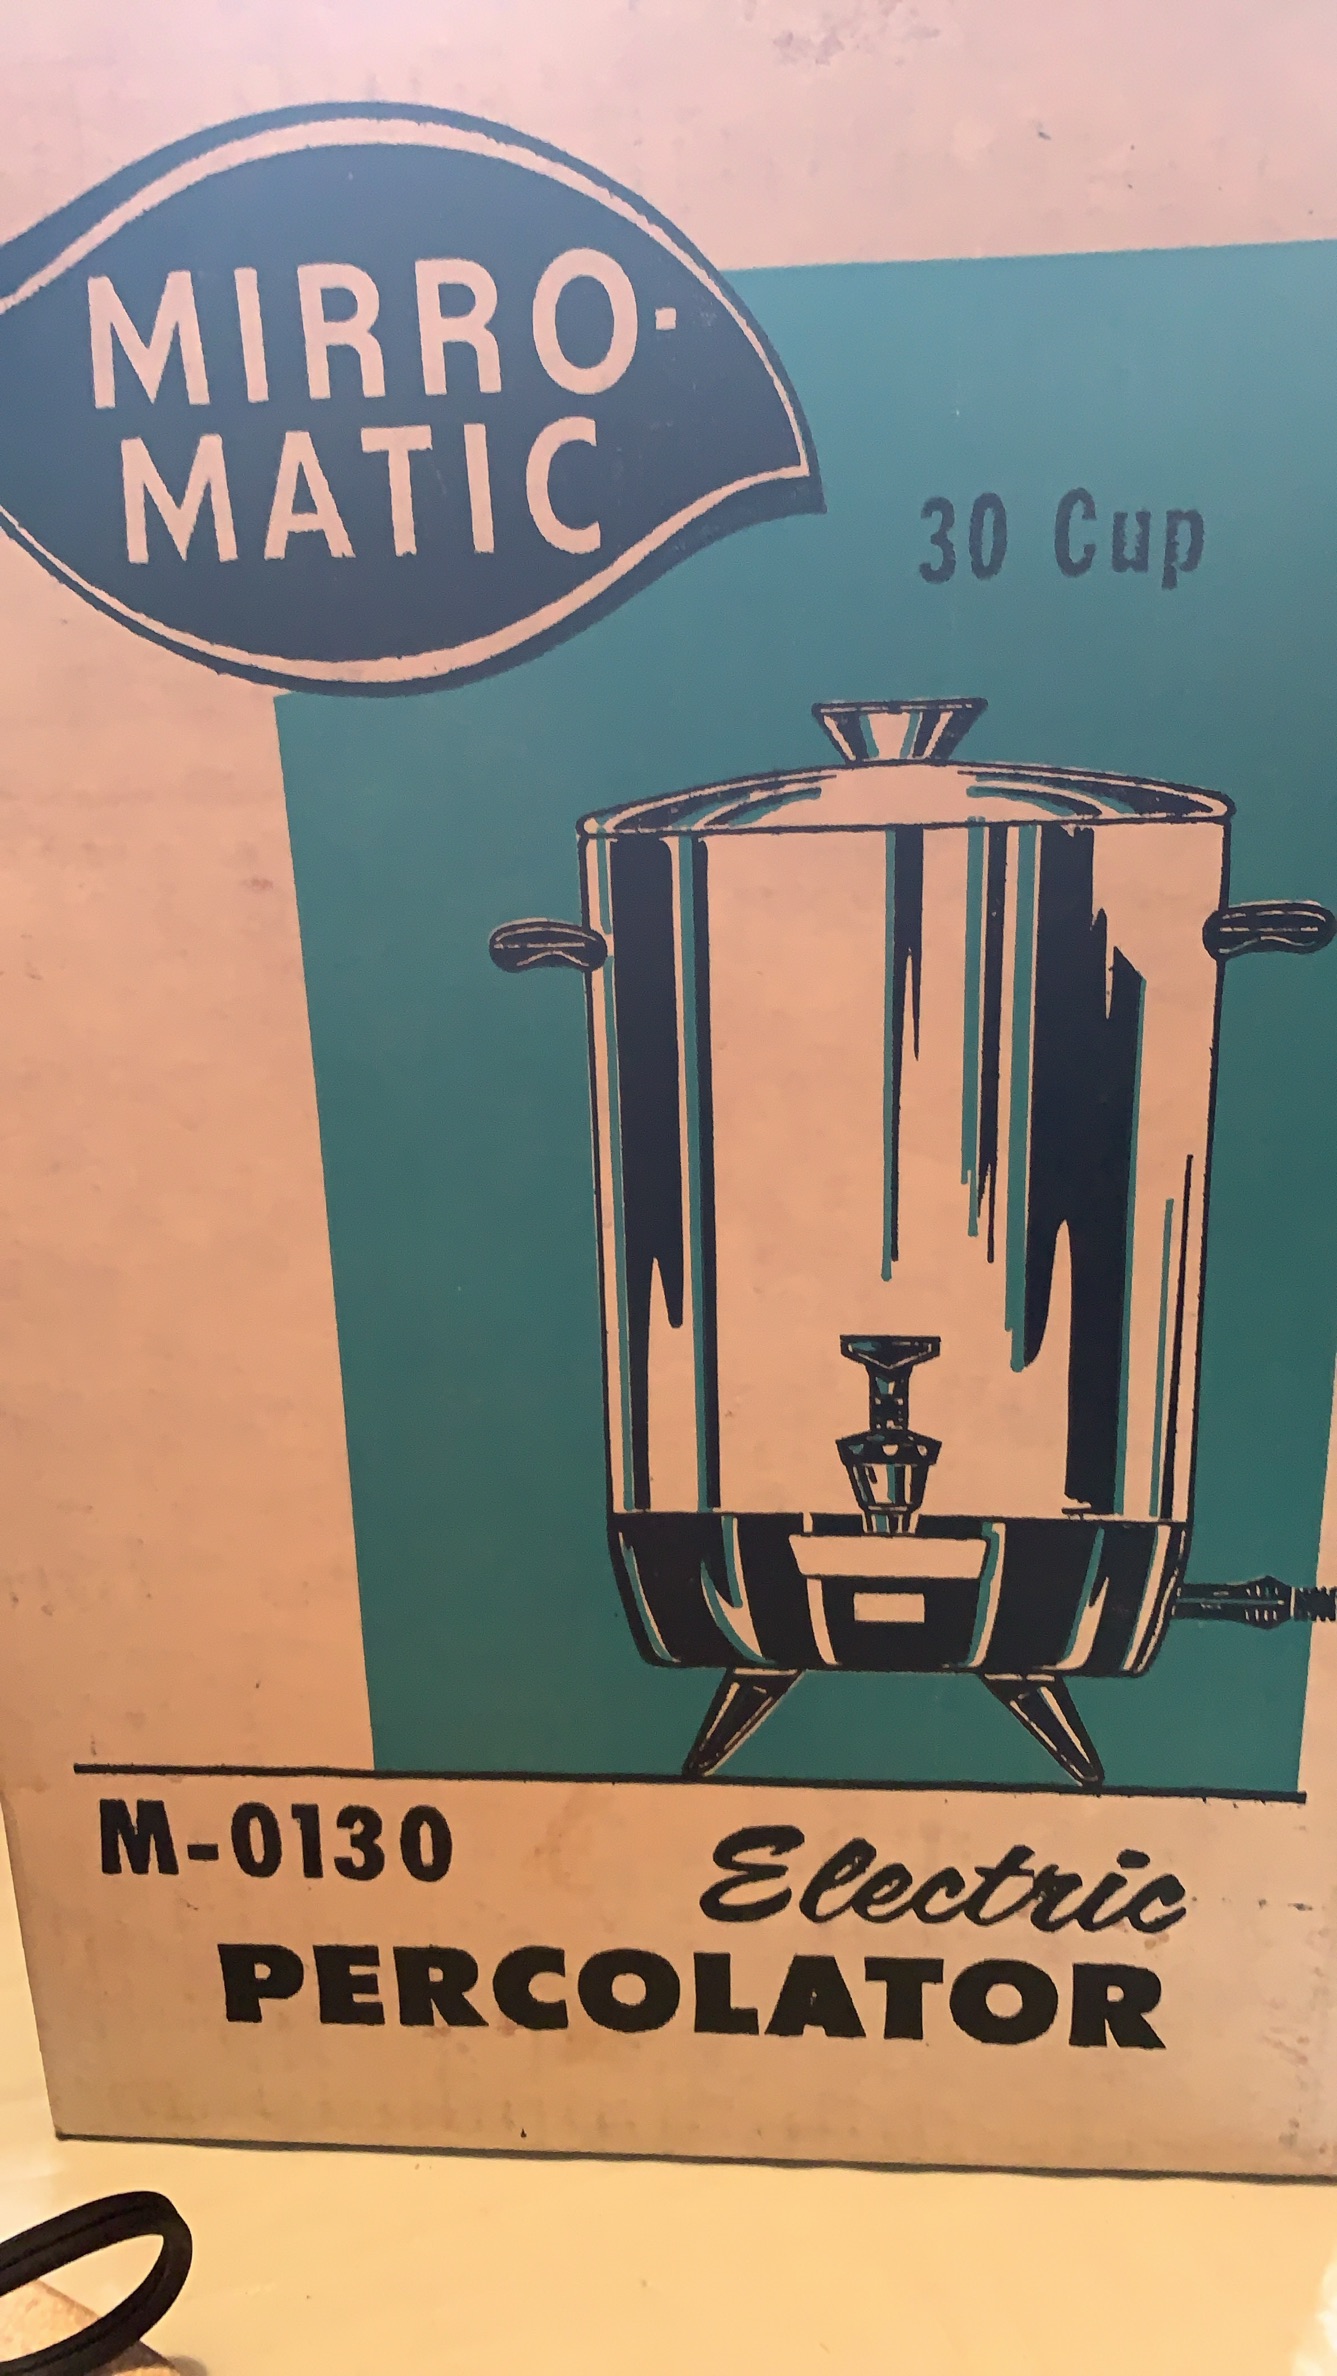 MIRRO-
MATIC
30 Cup
M-0130
Electric
PERCOLATOR